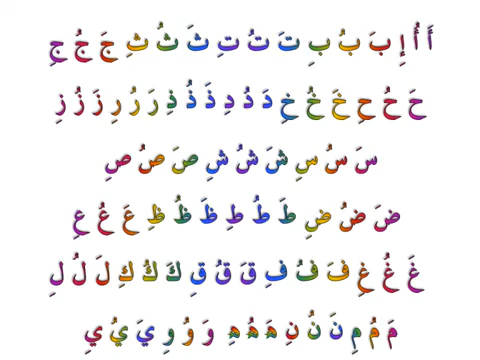 أَ أُ إِ بَ بُ بِ تَ تُ تِ ثَ ثُ ثِ جَ جُ جِ
حَ حُ حِ خَ خُ خِ دَ دُ دِ ذَ ذُ ذِ رَ رُ رِ زَ زُ زِ
سَ سُ سِ شَ شُ شِ صَ صُ صِ
ضَ ضُ ضِ طَ طُ طِ ظَ ظُ ظِ عَ عُ عِ
غَ غُ غِ فَ فُ فِ قَ قُ قِ كَ كُ كِ لَ لُ لِ
مَ مُ مِ نَ نُ نِ هَ هُ هِ وَ وُ وِ يَ يُ يِ